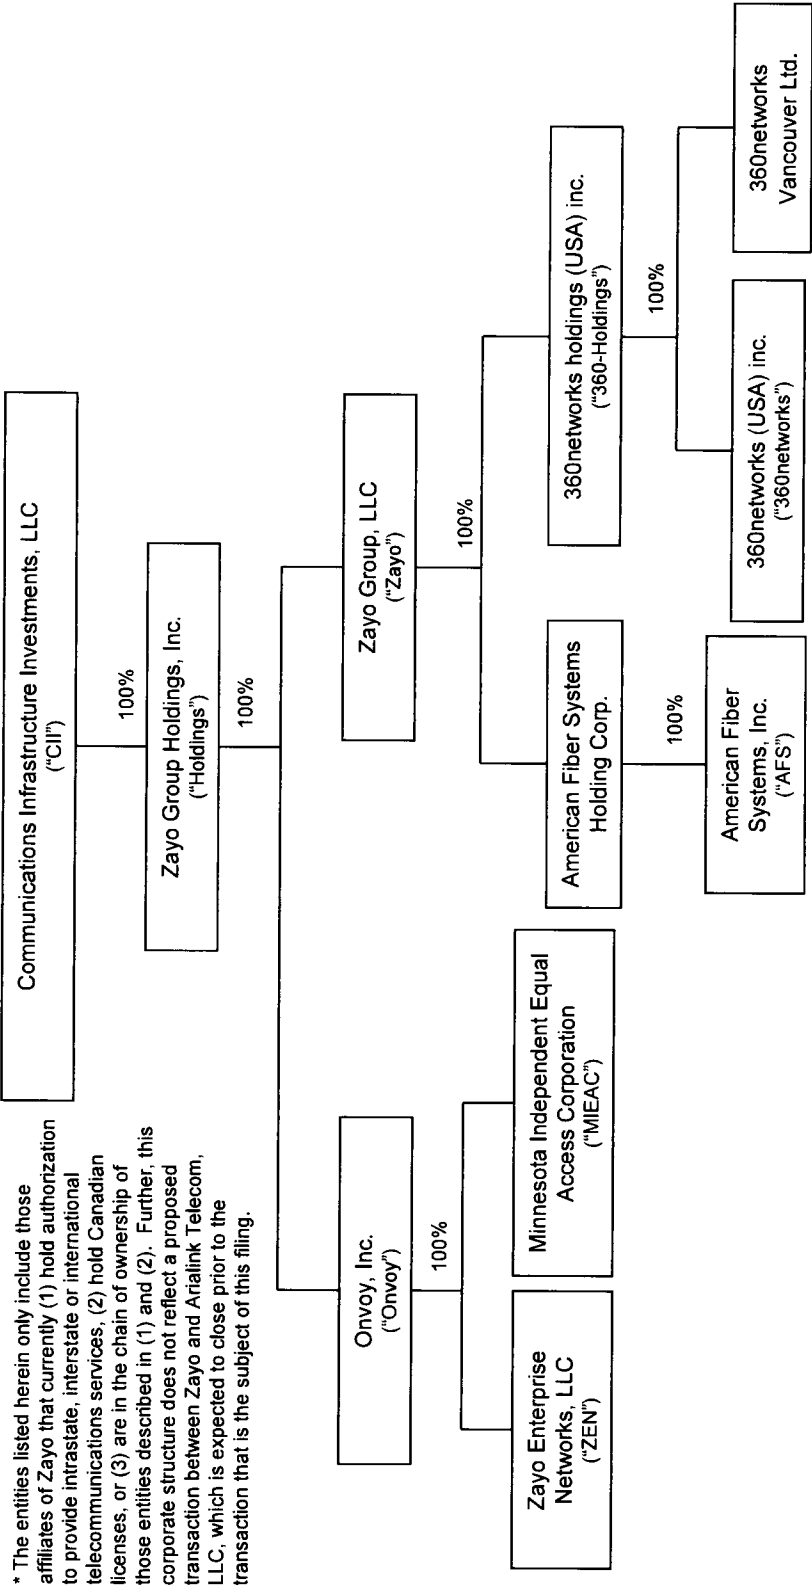 * The entities listed herein only include those
affiliates of Zayo that currently (1) hold authorization
to provide intrastate, interstate or international
telecommunications services, (2) hold Canadian
licenses, or (3) are in the chain of ownership of
those entities described in (1) and (2). Further, this
corporate structure does not reflect a proposed
transaction between Zayo and Arialink Telecom,
LLC, which is expected to close prior to the
transaction that is the subject of this filing.
Communications Infrastructure Investments, LLC
("CII")
100%
Zayo Group Holdings, Inc.
("Holdings")
100%
Onvoy, Inc.
("Onvoy")
Zayo Group, LLC
("Zayo")
100%
100%
Zayo Enterprise
Networks, LLC
("ZEN")
Minnesota Independent Equal
Access Corporation
("MIEAC")
American Fiber Systems
Holding Corp.
360networks holdings (USA) inc.
("360-Holdings")
100%
100%
American Fiber
Systems, Inc.
("AFS")
360networks (USA) inc.
("360networks")
360networks
Vancouver Ltd.